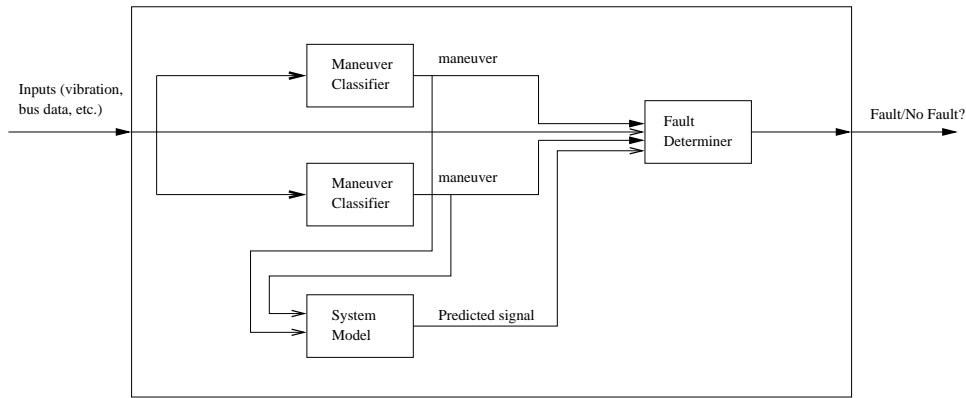 Inputs (vibration,
bus data, etc.)
Maneuver
Classifier
maneuver
Fault
Determiner
Fault/No Fault?
Maneuver
Classifier
maneuver
System
Model
Predicted signal